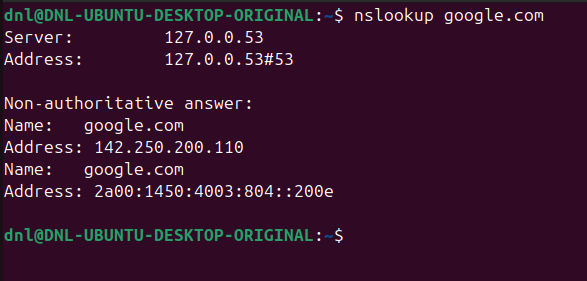 dnl@DNL-UBUNTU-DESKTOP-ORIGINAL:~$ nslookup google.com
Server:		127.0.0.53
Address:	127.0.0.53#53
Non-authoritative answer:
Name:	google.com
Address: 142.250.200.110
Name:	google.com
Address: 2a00:1450:4003:804::200e
dnl@DNL-UBUNTU-DESKTOP-ORIGINAL:~$